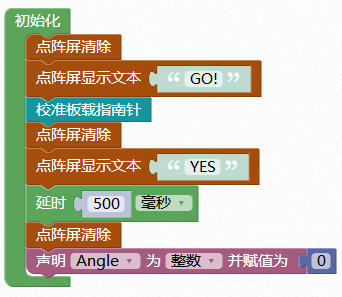 初始化
点阵屏清除
点阵屏显示文本 “ GO! ”
校准板载指南针
点阵屏清除
点阵屏显示文本 “ YES ”
延时 500 毫秒
点阵屏清除
声明 Angle 为 整数 并赋值为 0